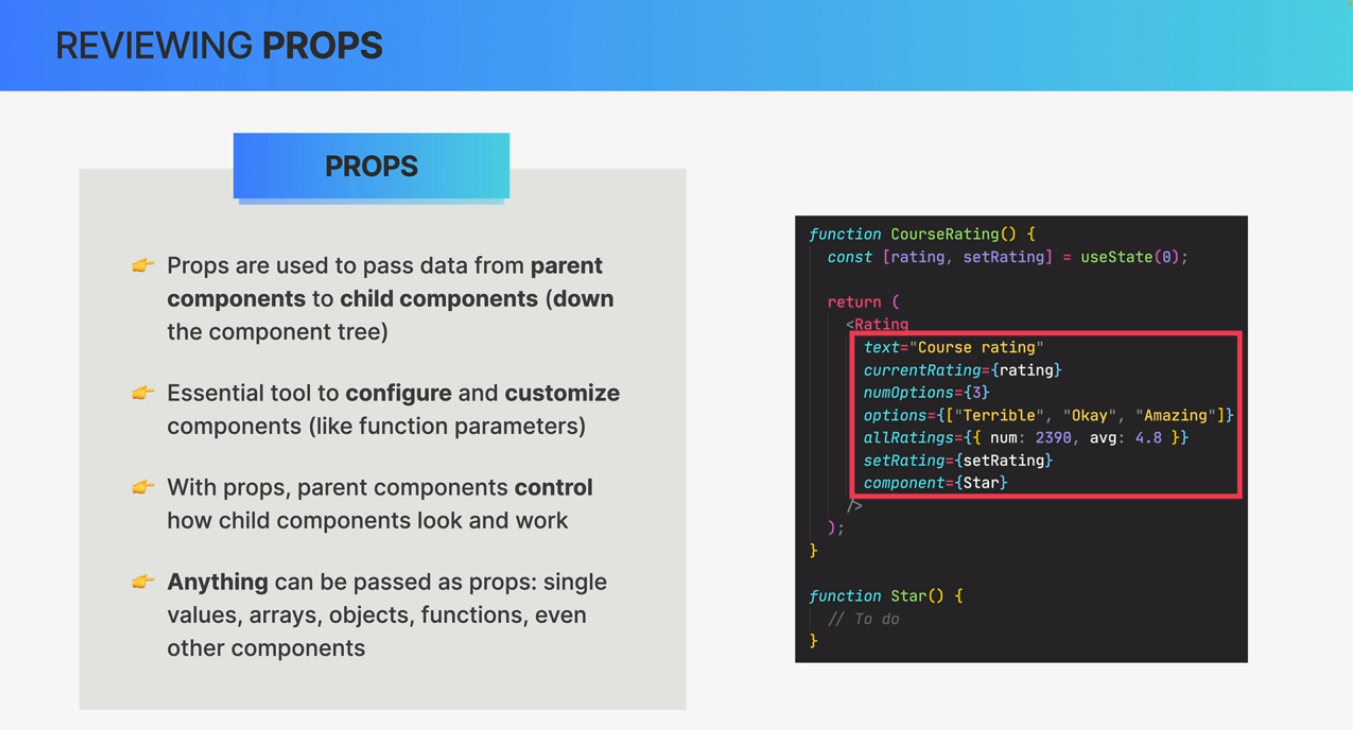 REVIEWING PROPS
PROPS
👉 Props are used to pass data from parent
components to child components (down
the component tree)
👉 Essential tool to configure and customize
components (like function parameters)
👉 With props, parent components control
how child components look and work
👉 Anything can be passed as props: single
values, arrays, objects, functions, even
other components
function CourseRating() {
  const [rating, setRating] = useState(0);
  return (
    <Rating
      text="Course rating"
      currentRating={rating}
      numOptions={3}
      options={["Terrible", "Okay", "Amazing"]}
      allRatings={{ num: 2390, avg: 4.8 }}
      setRating={setRating}
      component={Star}
    />
  );
}
function Star() {
  // To do
}